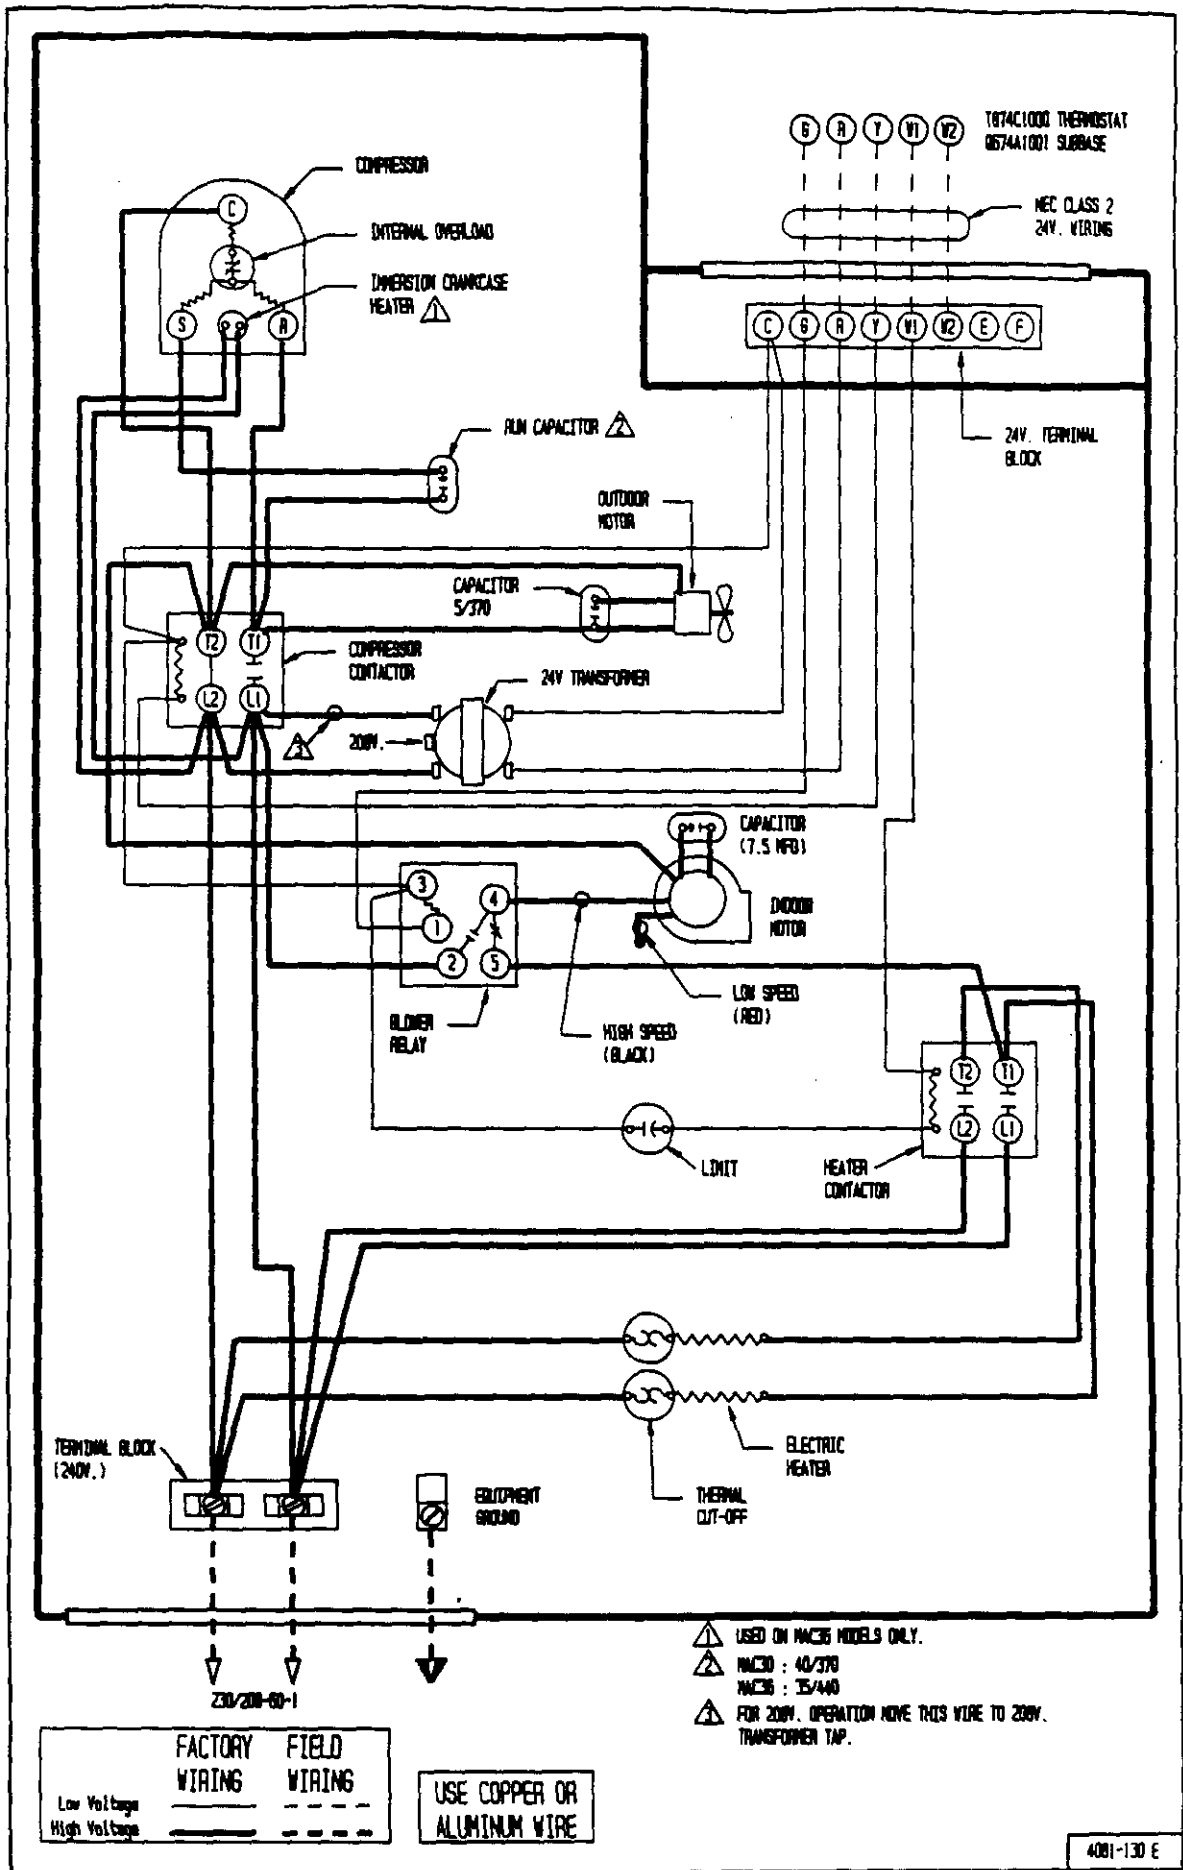 G R Y W1 W2
T874C1000 THERMOSTAT
Q674A1001 SUBBASE
COMPRESSOR
NEC CLASS 2
24V. WIRING
C
INTERNAL OVERLOAD
IMMERSION CRANKCASE
HEATER 1
S R
C G R Y W1 W2 E F
RUN CAPACITOR 2
24V. TERMINAL
BLOCK
OUTDOOR
MOTOR
CAPACITOR
5/370
T2 T1
COMPRESSOR
CONTACTOR
24V TRANSFORMER
L2 L1
3
208V.
CAPACITOR
(7.5 MFD)
3 4
1
INDOOR
MOTOR
2 5
LOW SPEED
(RED)
BLOWER
RELAY
HIGH SPEED
(BLACK)
T2 T1
L2 L1
LIMIT
HEATER
CONTACTOR
TERMINAL BLOCK
(240V.)
ELECTRIC
HEATER
EQUIPMENT
GROUND
THERMAL
CUT-OFF
230/208-60-1
1 USED ON MAC36 MODELS ONLY.
2 MAC30 : 40/370
MAC36 : 35/440
3 FOR 208V. OPERATION MOVE THIS WIRE TO 208V.
TRANSFORMER TAP.
FACTORY FIELD
WIRING WIRING
Low Voltage
High Voltage
USE COPPER OR
ALUMINUM WIRE
4081-130 E